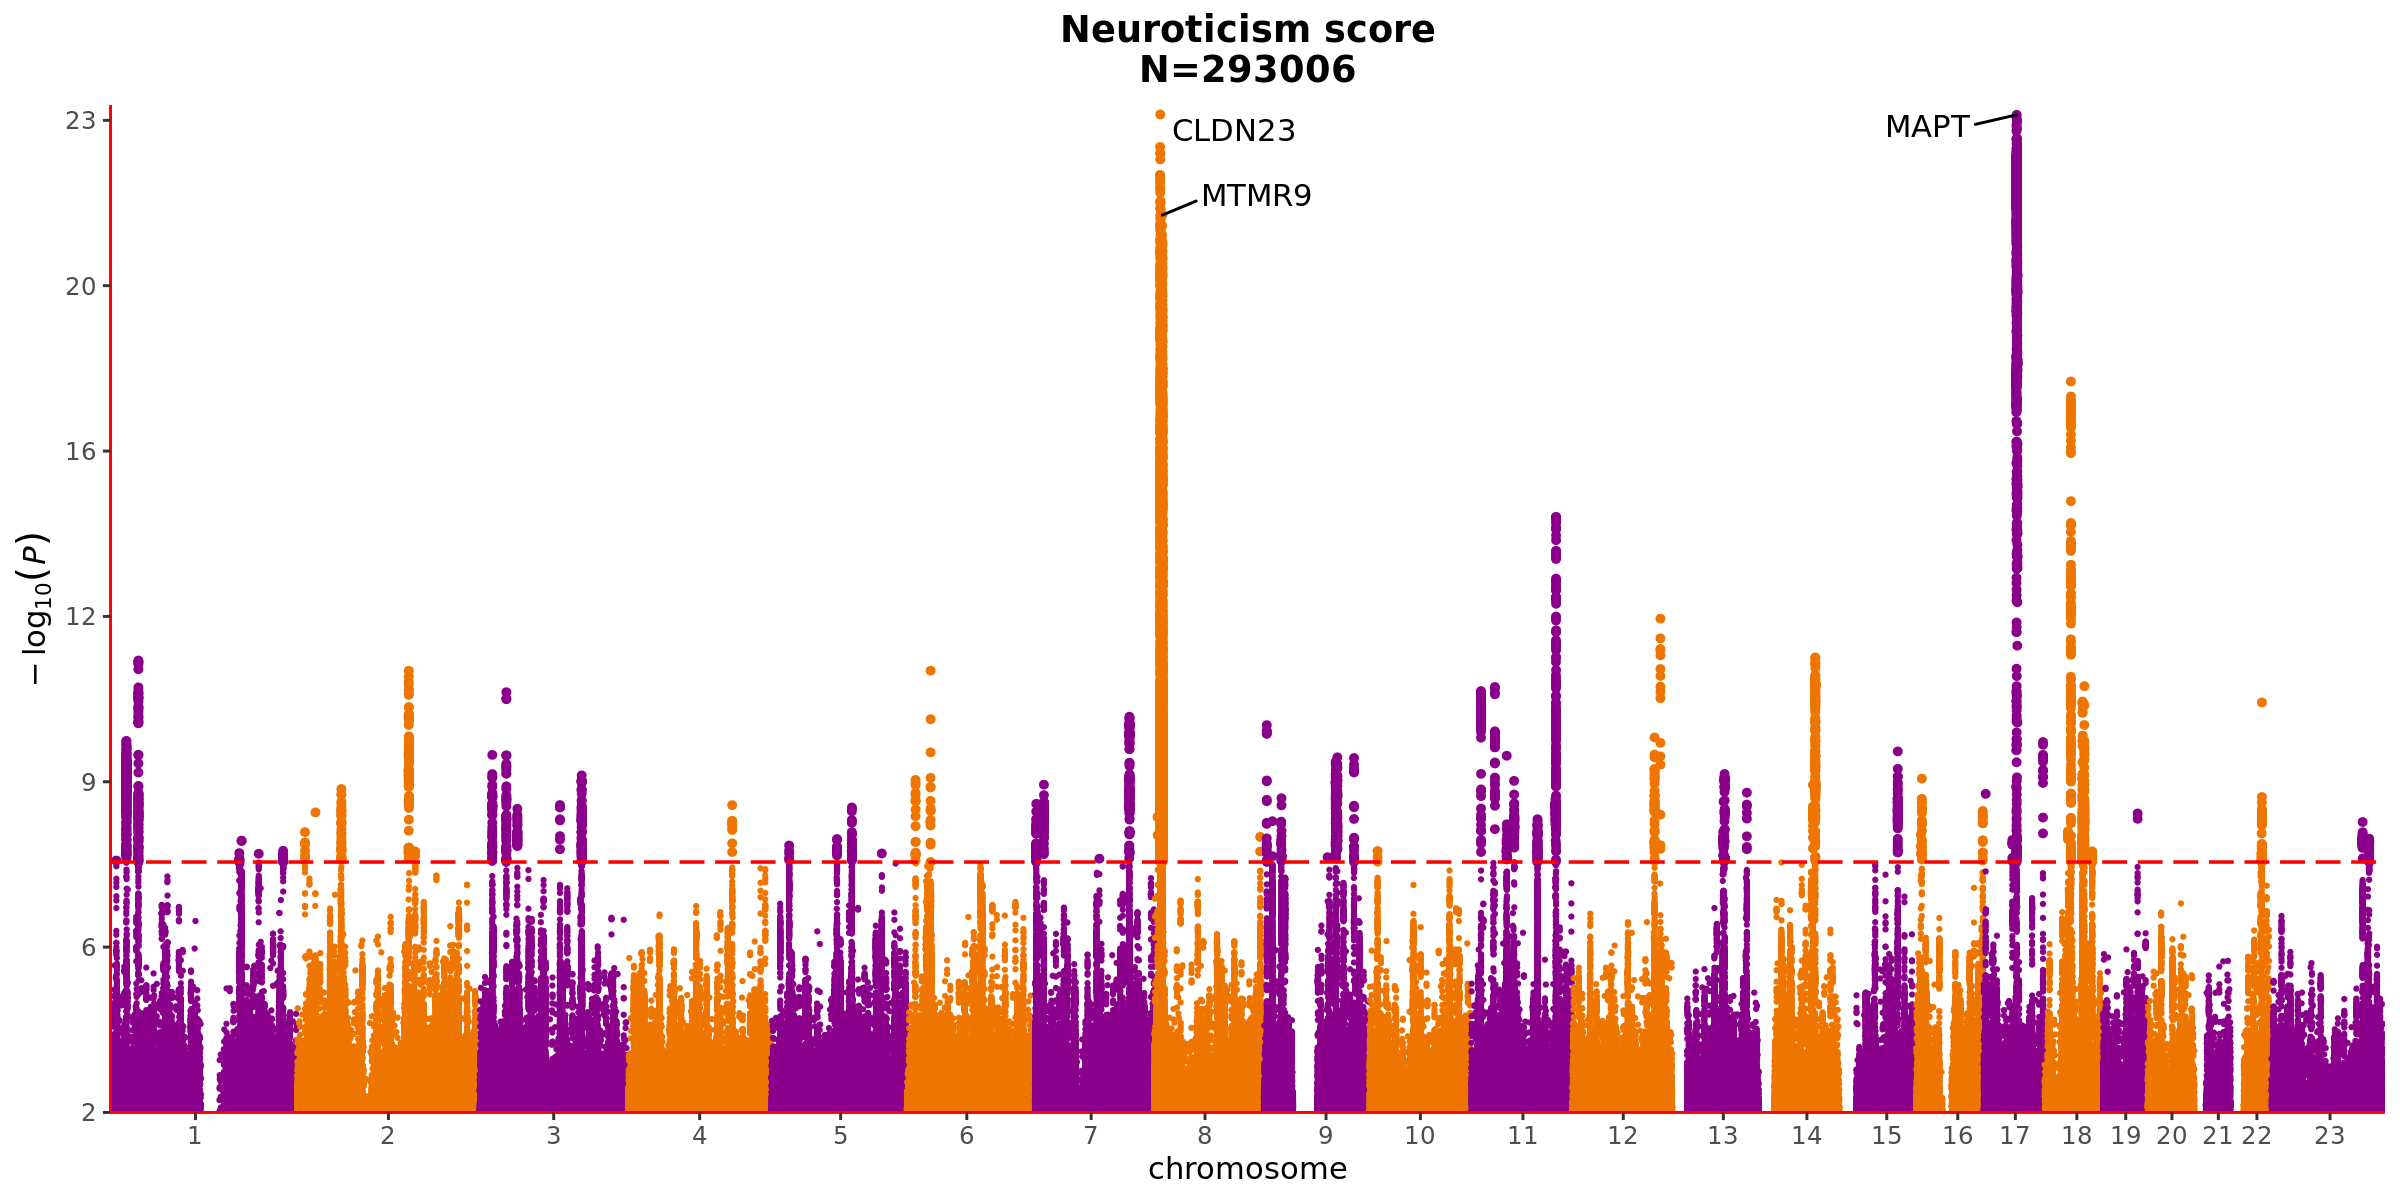 Neuroticism score
N=293006
CLDN23
MAPT
MTMR9
23
20
16
12
9
6
2
−log10(P)
1 2 3 4 5 6 7 8 9 10 11 12 13 14 15 16 17 18 19 20 21 22 23
chromosome